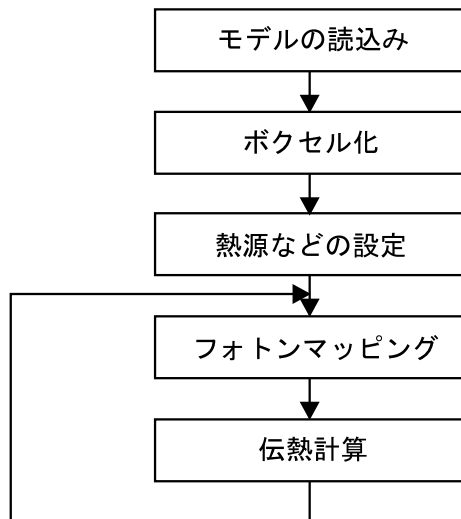 モデルの読込み
ボクセル化
熱源などの設定
フォトンマッピング
伝熱計算